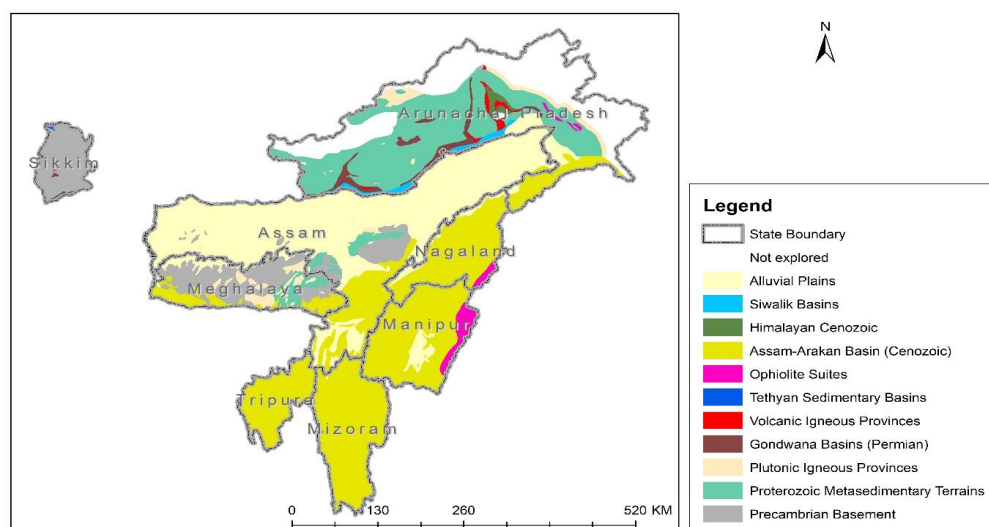 N
Arunachal Pradesh
Sikkim
Assam
Nagaland
Meghalaya
Manipur
Tripura
Mizoram
0 130 260 520 KM
Legend
State Boundary
Not explored
Alluvial Plains
Siwalik Basins
Himalayan Cenozoic
Assam-Arakan Basin (Cenozoic)
Ophiolite Suites
Tethyan Sedimentary Basins
Volcanic Igneous Provinces
Gondwana Basins (Permian)
Plutonic Igneous Provinces
Proterozoic Metasedimentary Terrains
Precambrian Basement